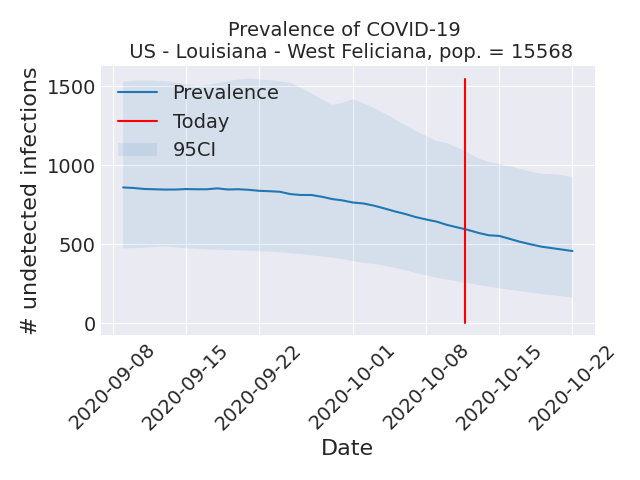 Prevalence of COVID-19
US - Louisiana - West Feliciana, pop. = 15568
# undetected infections
1500
1000
500
0
Prevalence
Today
95CI
2020-09-08
2020-09-15
2020-09-22
2020-10-01
2020-10-08
2020-10-15
2020-10-22
Date